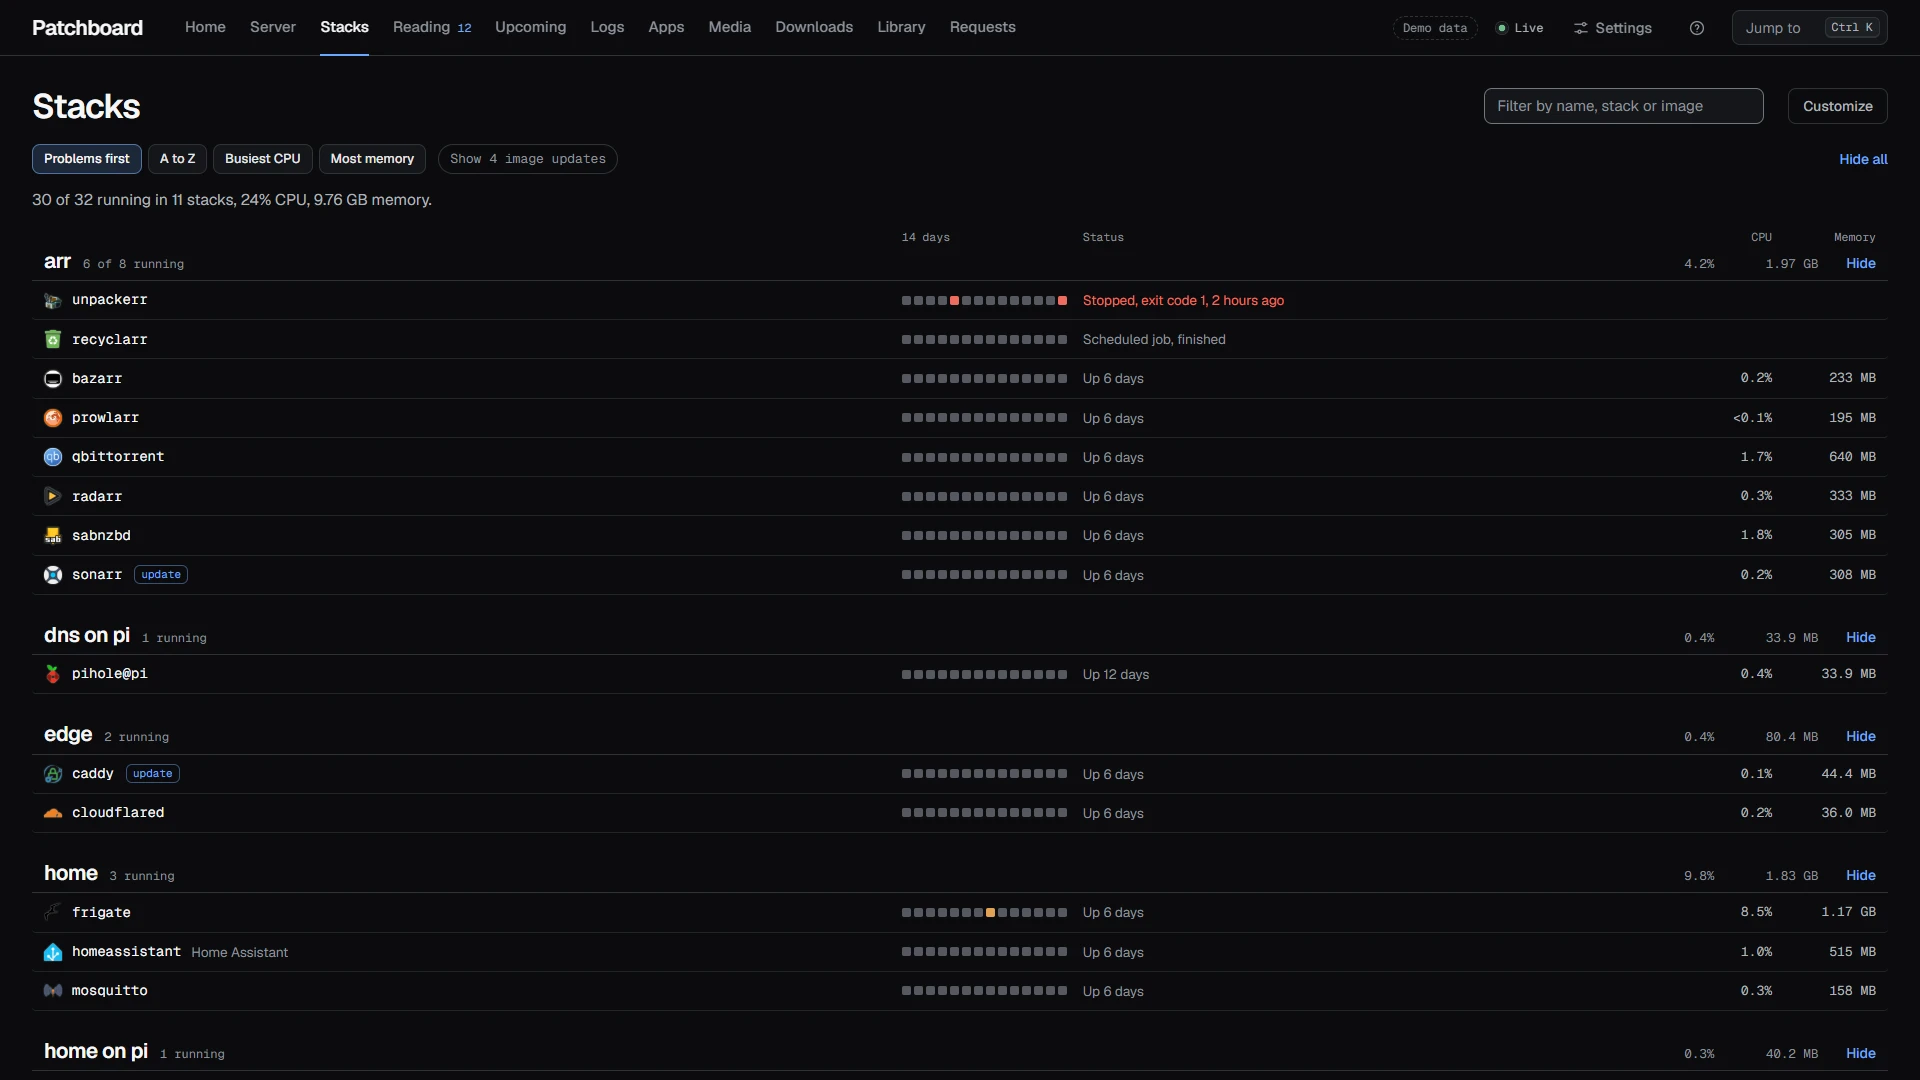 Patchboard Home Server Stacks Reading 12 Upcoming Logs Apps Media Downloads Library Requests Demo data Live Settings Jump to Ctrl K
Stacks Filter by name, stack or image Customize
Problems first A to Z Busiest CPU Most memory Show 4 image updates Hide all
30 of 32 running in 11 stacks, 24% CPU, 9.76 GB memory.
14 days Status CPU Memory
arr 6 of 8 running 4.2% 1.97 GB Hide
unpackerr Stopped, exit code 1, 2 hours ago
recyclarr Scheduled job, finished
bazarr Up 6 days 0.2% 233 MB
prowlarr Up 6 days <0.1% 195 MB
qb qbittorrent Up 6 days 1.7% 640 MB
radarr Up 6 days 0.3% 333 MB
sab sabnzbd Up 6 days 1.8% 305 MB
sonarr update Up 6 days 0.2% 308 MB
dns on pi 1 running 0.4% 33.9 MB Hide
pihole@pi Up 12 days 0.4% 33.9 MB
edge 2 running 0.4% 80.4 MB Hide
caddy update Up 6 days 0.1% 44.4 MB
cloudflared Up 6 days 0.2% 36.0 MB
home 3 running 9.8% 1.83 GB Hide
frigate Up 6 days 8.5% 1.17 GB
homeassistant Home Assistant Up 6 days 1.0% 515 MB
mosquitto Up 6 days 0.3% 158 MB
home on pi 1 running 0.3% 40.2 MB Hide